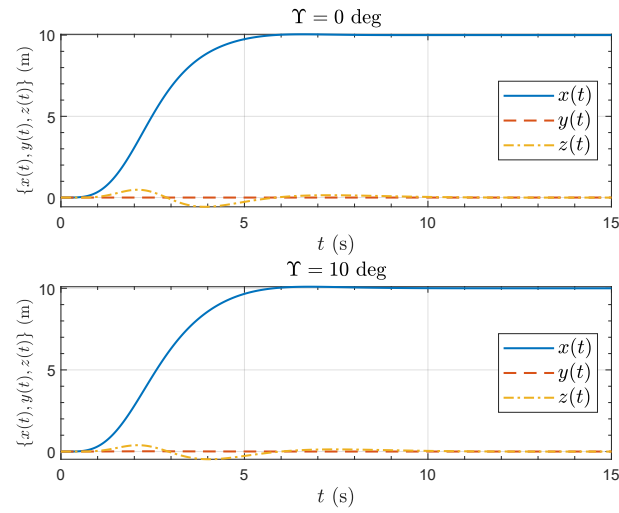 ϒ = 0 deg
{x(t), y(t), z(t)} (m)
10
5
0
x(t)
y(t)
z(t)
0 5 10 15
t (s)
ϒ = 10 deg
{x(t), y(t), z(t)} (m)
10
5
0
x(t)
y(t)
z(t)
0 5 10 15
t (s)